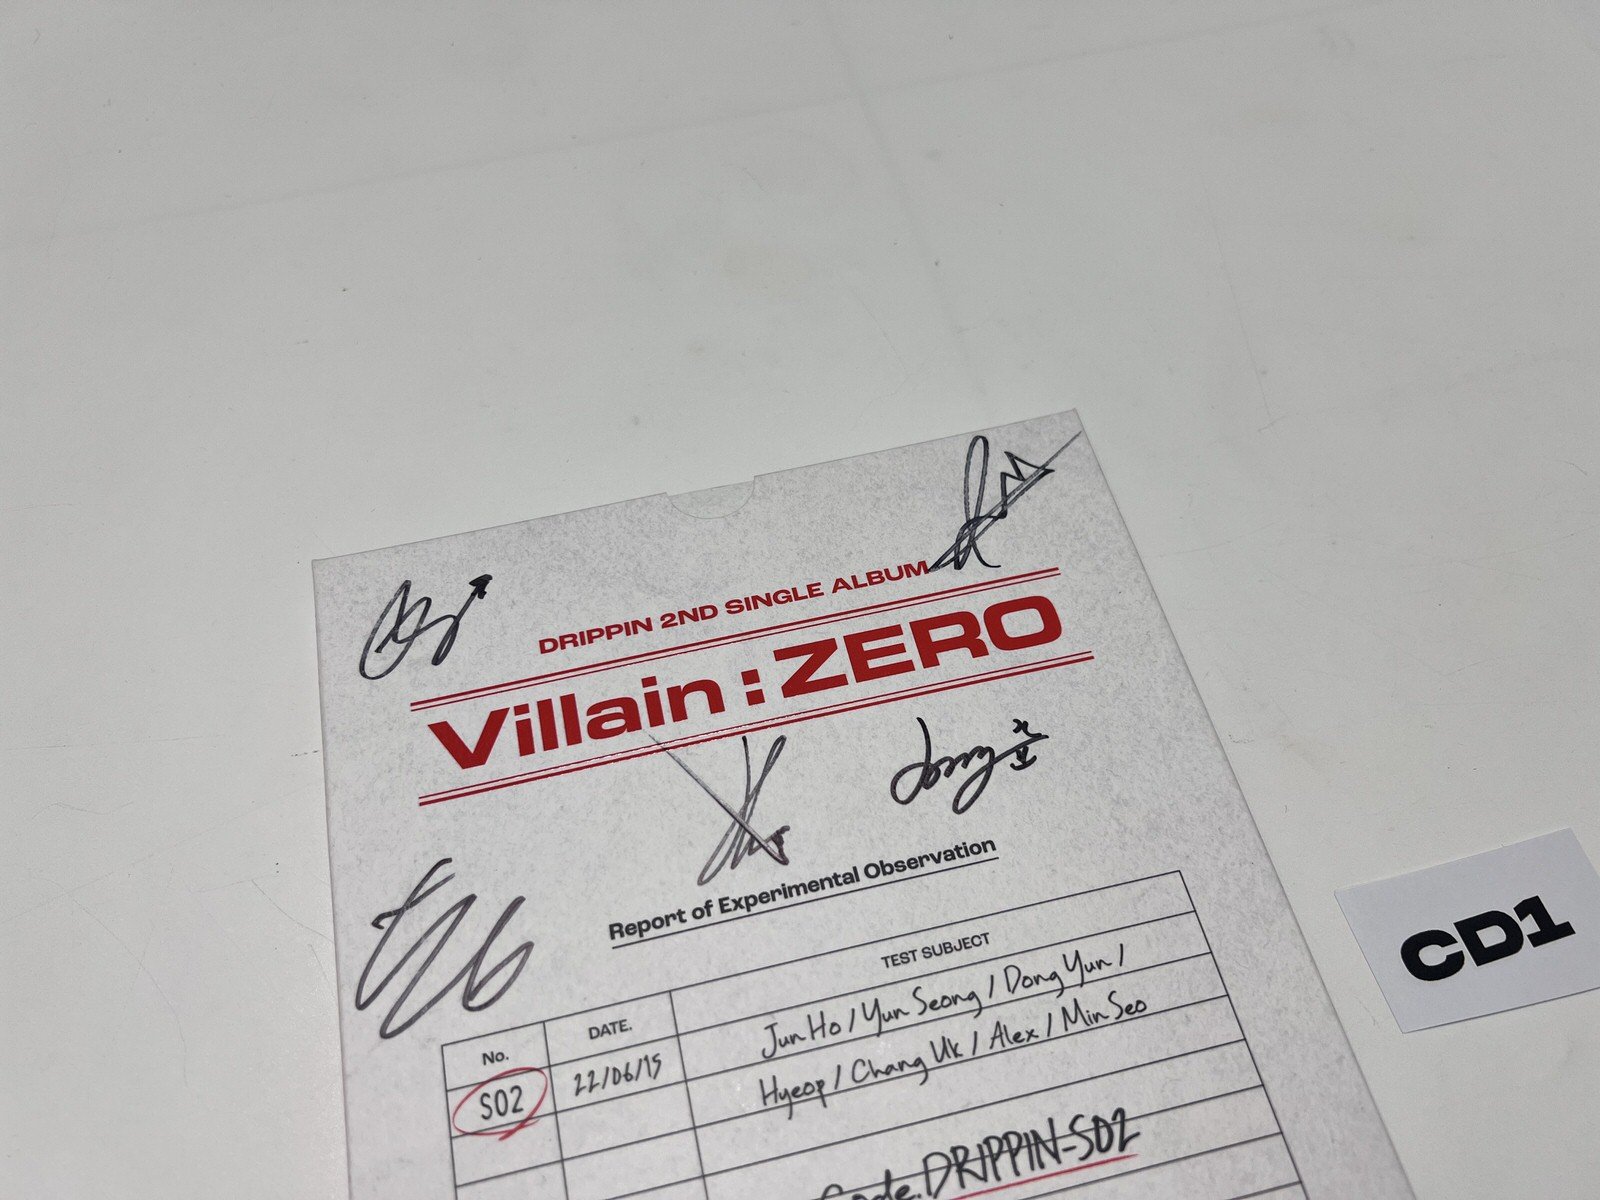 DRIPPIN 2ND SINGLE ALBUM
Villain : ZERO
Report of Experimental Observation
No.
DATE.
TEST SUBJECT
S02
22/06/15
Jun Ho / Yun Seong / Dong Yun /
Hyeop / Chang Uk / Alex / Min Seo
Code.DRIPPIN-S02
CD1